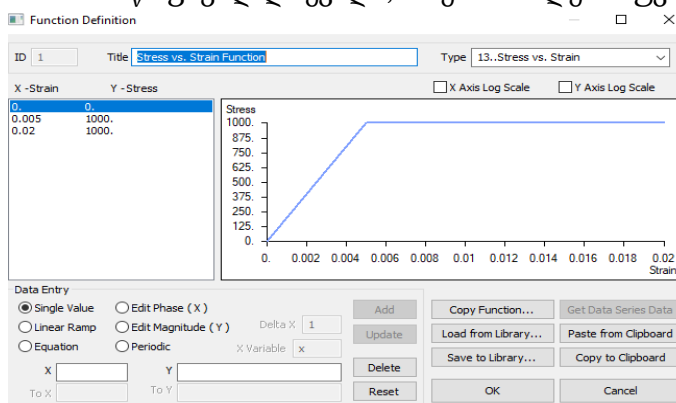 Function Definition
ID 1 Title Stress vs. Strain Function Type 13..Stress vs. Strain
X -Strain Y -Stress X Axis Log Scale Y Axis Log Scale
0. 0.
0.005 1000.
0.02 1000.
Stress
1000.
875.
750.
625.
500.
375.
250.
125.
0.
0. 0.002 0.004 0.006 0.008 0.01 0.012 0.014 0.016 0.018 0.02
Strain
Data Entry
Single Value Edit Phase (X) Add Copy Function... Get Data Series Data
Linear Ramp Edit Magnitude (Y) Delta X 1 Update Load from Library... Paste from Clipboard
Equation Periodic X Variable x Save to Library... Copy to Clipboard
X Y Delete
To X To Y Reset OK Cancel